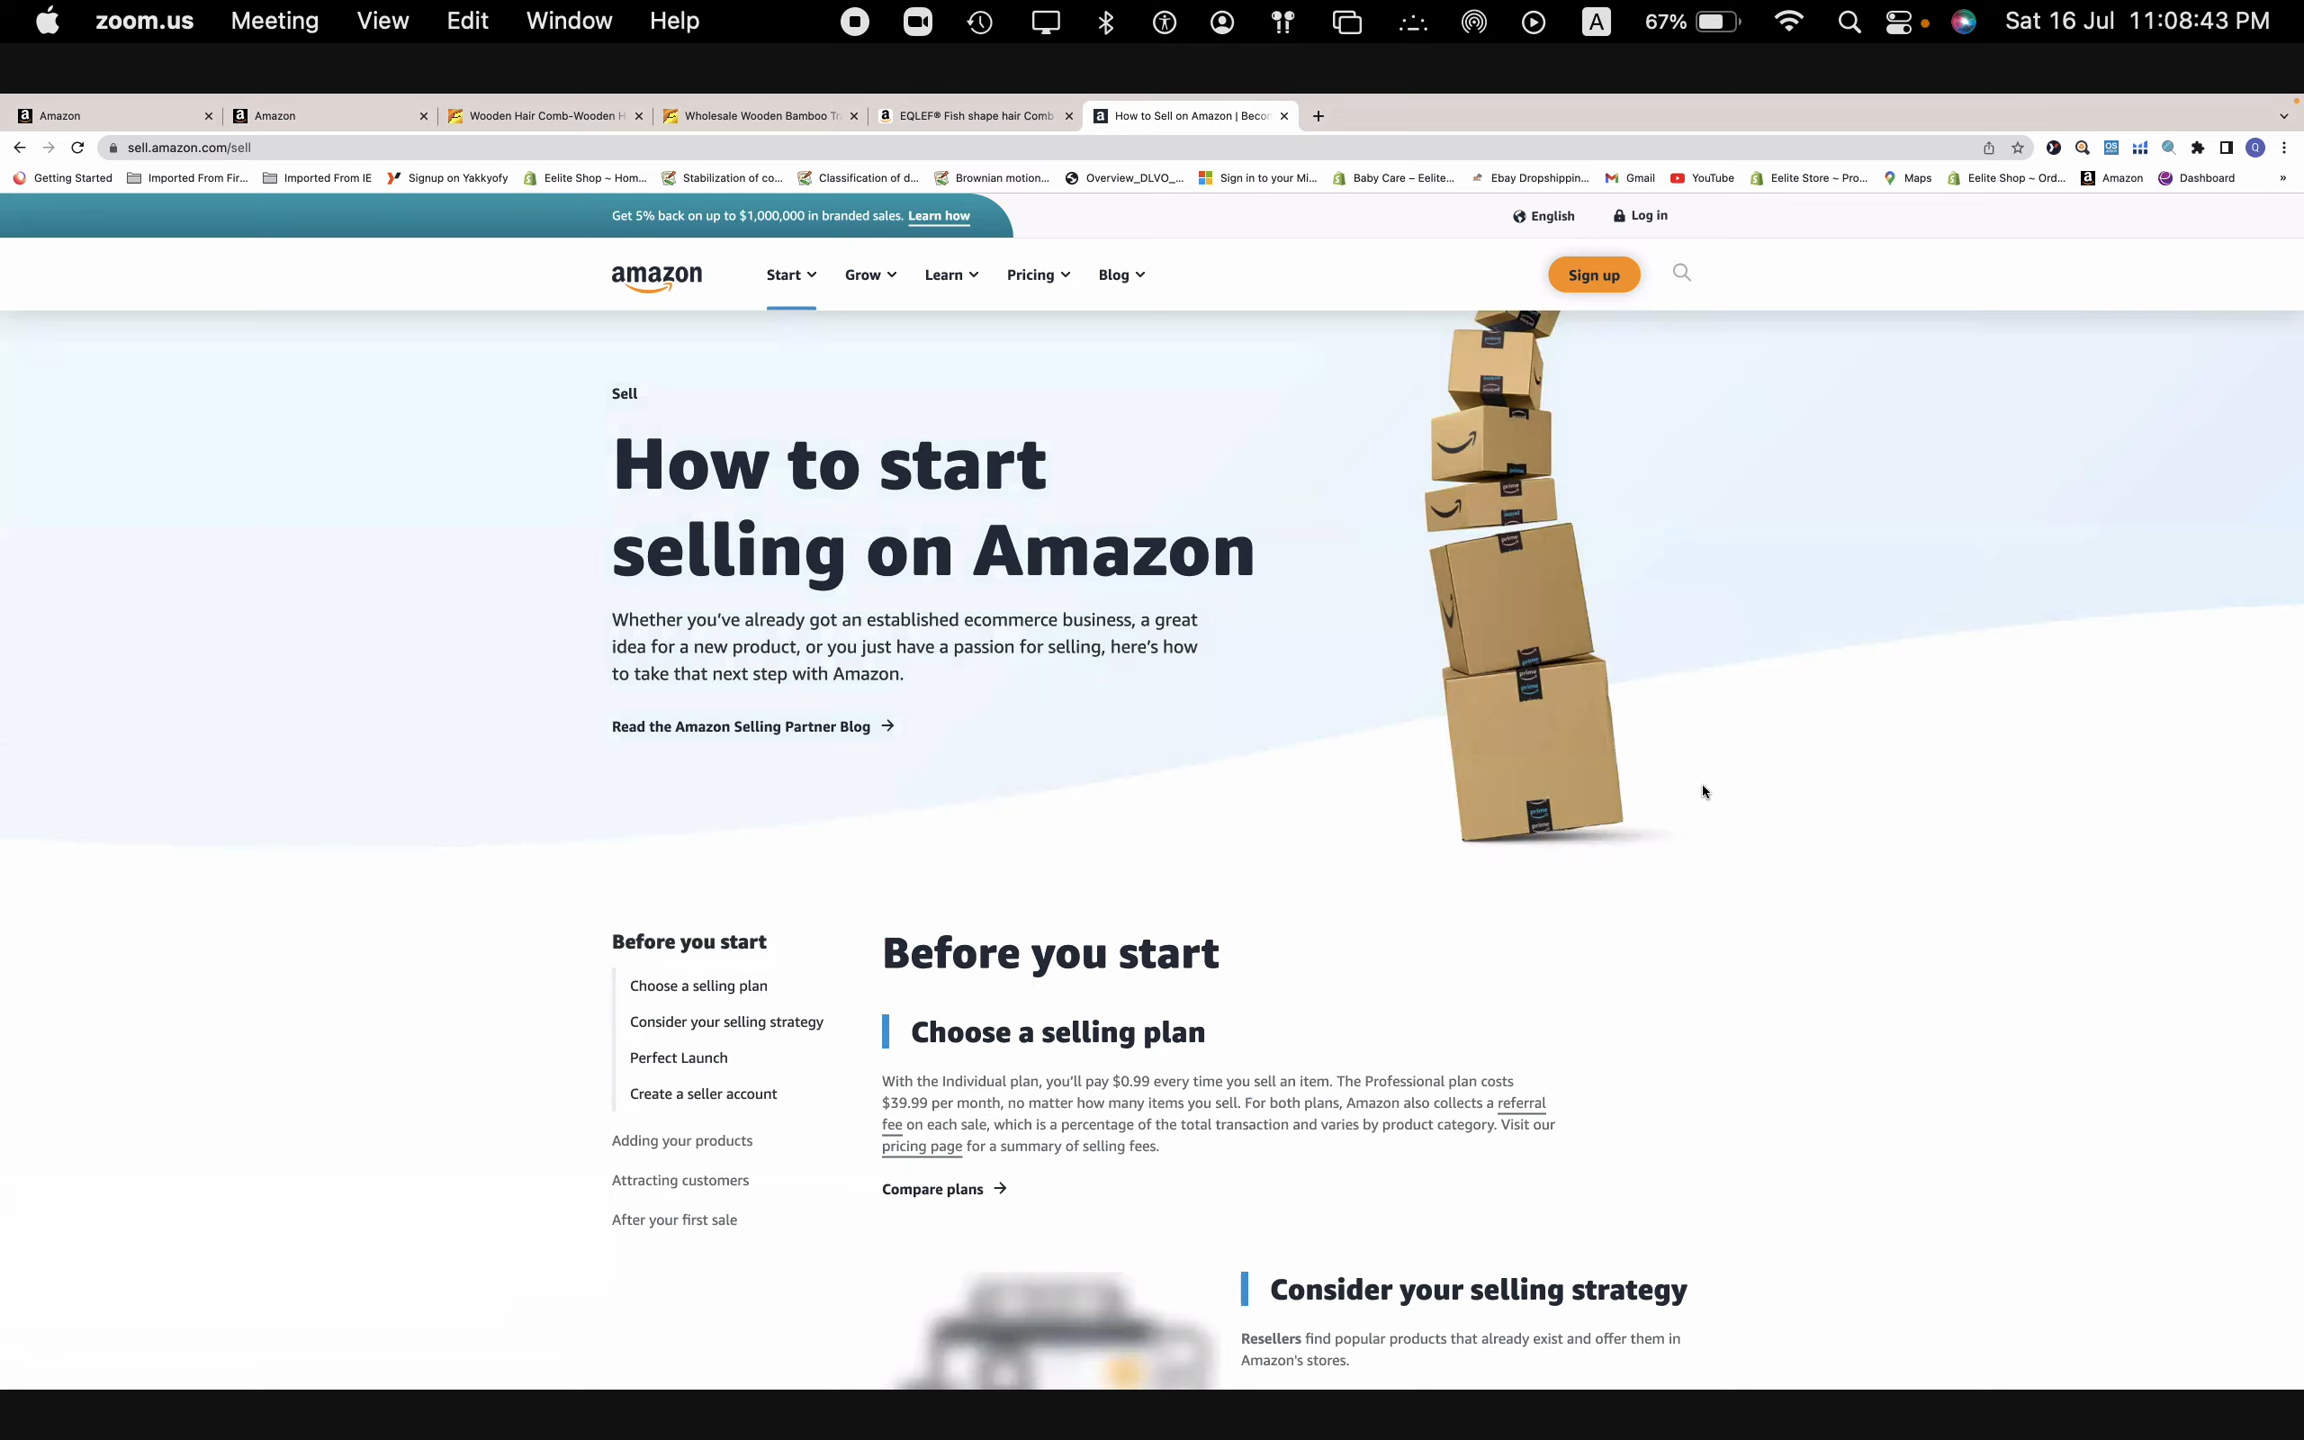 zoom.us Meeting View Edit Window Help A 67% Sat 16 Jul 11:08:43 PM
Amazon Amazon Wooden Hair Comb-Wooden H Wholesale Wooden Bamboo Tr EQLEF® Fish shape hair Comb How to Sell on Amazon | Becor
sell.amazon.com/sell
Getting Started Imported From Fir... Imported From IE Signup on Yakkyofy Eelite Shop ~ Hom... Stabilization of co... Classification of d... Brownian motion... Overview_DLVO_... Sign in to your Mi... Baby Care – Eelite... Ebay Dropshippin... Gmail YouTube Eelite Store ~ Pro... Maps Eelite Shop ~ Ord... Amazon Dashboard »
Get 5% back on up to $1,000,000 in branded sales. Learn how English Log in
amazon Start Grow Learn Pricing Blog Sign up
Sell
How to start
selling on Amazon
Whether you've already got an established ecommerce business, a great
idea for a new product, or you just have a passion for selling, here's how
to take that next step with Amazon.
Read the Amazon Selling Partner Blog →
Before you start
Choose a selling plan
Consider your selling strategy
Perfect Launch
Create a seller account
Adding your products
Attracting customers
After your first sale
Before you start
Choose a selling plan
With the Individual plan, you'll pay $0.99 every time you sell an item. The Professional plan costs
$39.99 per month, no matter how many items you sell. For both plans, Amazon also collects a referral
fee on each sale, which is a percentage of the total transaction and varies by product category. Visit our
pricing page for a summary of selling fees.
Compare plans →
Consider your selling strategy
Resellers find popular products that already exist and offer them in
Amazon's stores.